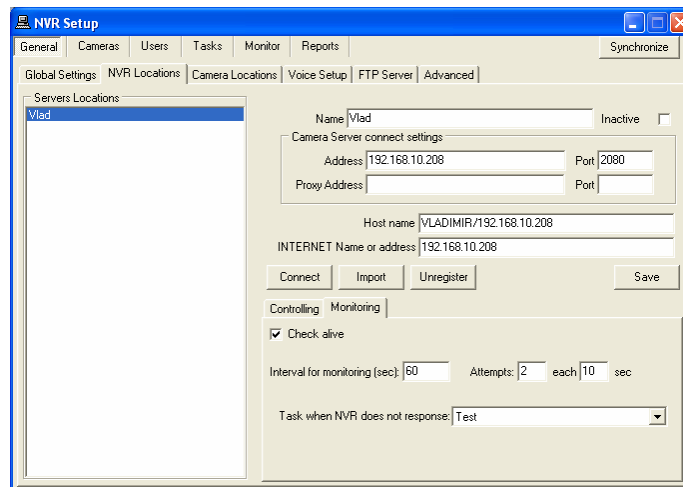 NVR Setup
General Cameras Users Tasks Monitor Reports Synchronize
Global Settings NVR Locations Camera Locations Voice Setup FTP Server Advanced
Servers Locations
Vlad
Name Vlad Inactive
Camera Server connect settings
Address 192.168.10.208 Port 2080
Proxy Address Port
Host name VLADIMIR/192.168.10.208
INTERNET Name or address 192.168.10.208
Connect Import Unregister Save
Controlling Monitoring
Check alive
Interval for monitoring (sec): 60 Attempts: 2 each 10 sec
Task when NVR does not response: Test